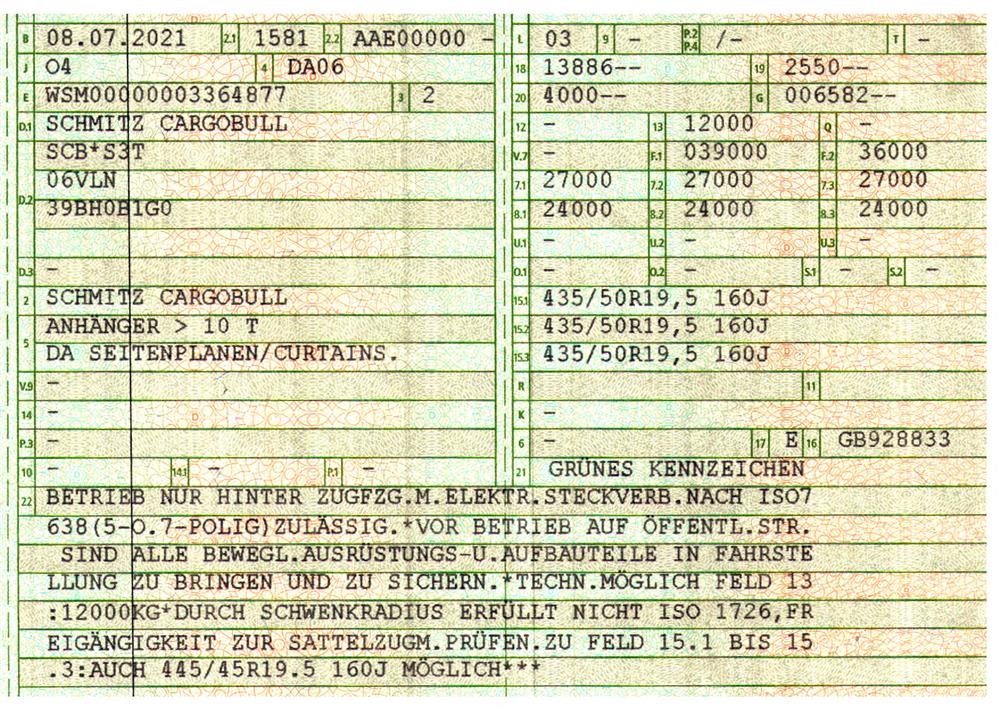 B 08.07.2021 2.1 1581 2.2 AAE00000 -
J O4 4 DA06
E WSM00000003364877 3 2
D.1 SCHMITZ CARGOBULL
SCB*S3T
D.2 06VLN
39BH0B1G0
D.3 -
2 SCHMITZ CARGOBULL
5 ANHÄNGER > 10 T
DA SEITENPLANEN/CURTAINS.
V.9 -
14 -
P.3 -
10 - 14.1 - P.1 -
L 03 9 - P.2 P.4 /- T -
18 13886-- 19 2550--
20 4000-- G 006582--
12 - 13 12000 Q -
V.7 - F.1 039000 F.2 36000
7.1 27000 7.2 27000 7.3 27000
8.1 24000 8.2 24000 8.3 24000
U.1 - U.2 - U.3 -
O.1 - O.2 - S.1 - S.2 -
15.1 435/50R19,5 160J
15.2 435/50R19,5 160J
15.3 435/50R19,5 160J
R 11
K -
6 - 17 E 16 GB928833
21 GRÜNES KENNZEICHEN
22 BETRIEB NUR HINTER ZUGFZG.M.ELEKTR.STECKVERB.NACH ISO7
638(5-O.7-POLIG)ZULÄSSIG.*VOR BETRIEB AUF ÖFFENTL.STR.
SIND ALLE BEWEGL.AUSRÜSTUNGS-U.AUFBAUTEILE IN FAHRSTE
LLUNG ZU BRINGEN UND ZU SICHERN.*TECHN.MÖGLICH FELD 13
:12000KG*DURCH SCHWENKRADIUS ERFÜLLT NICHT ISO 1726,FR
EIGÄNGIGKEIT ZUR SATTELZUGM.PRÜFEN.ZU FELD 15.1 BIS 15
.3:AUCH 445/45R19.5 160J MÖGLICH***